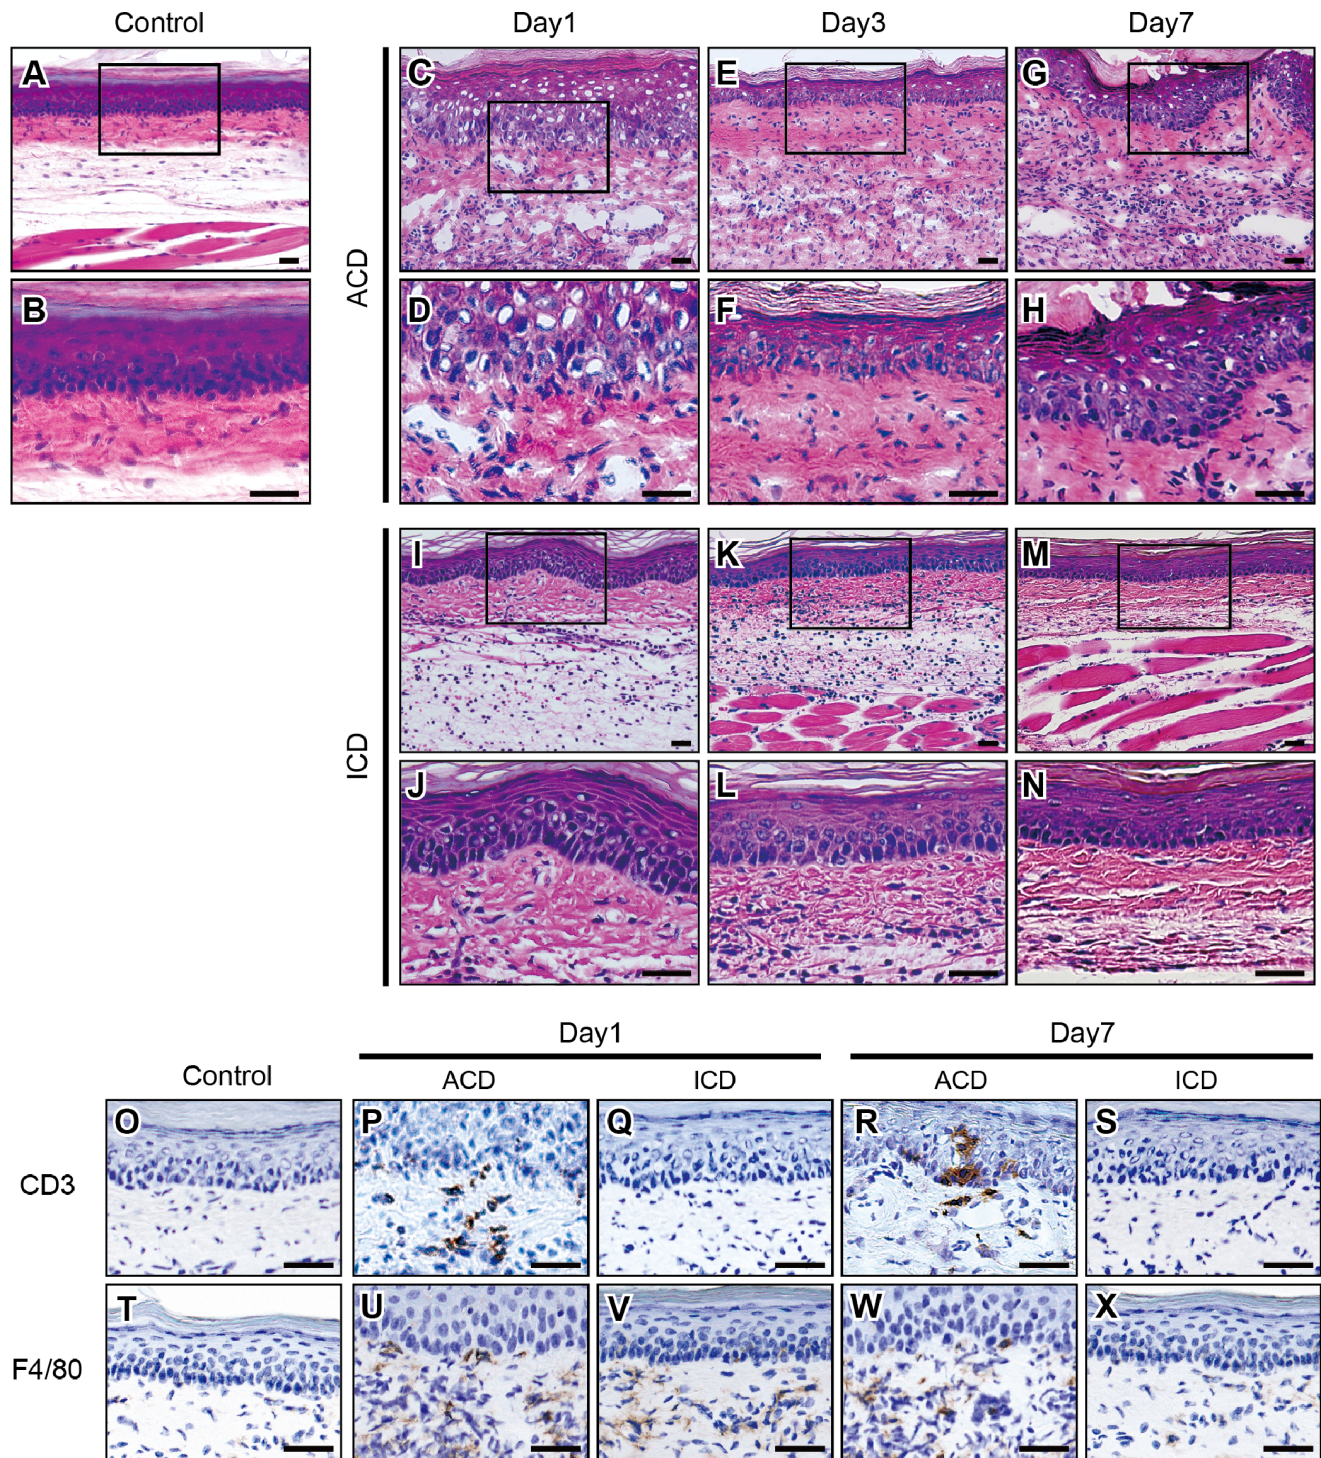 Control
Day1
Day3
Day7
A
C
E
G
ACD
B
D
F
H
I
K
M
ICD
J
L
N
Day1
Day7
Control
ACD
ICD
ACD
ICD
CD3
O
P
Q
R
S
F4/80
T
U
V
W
X